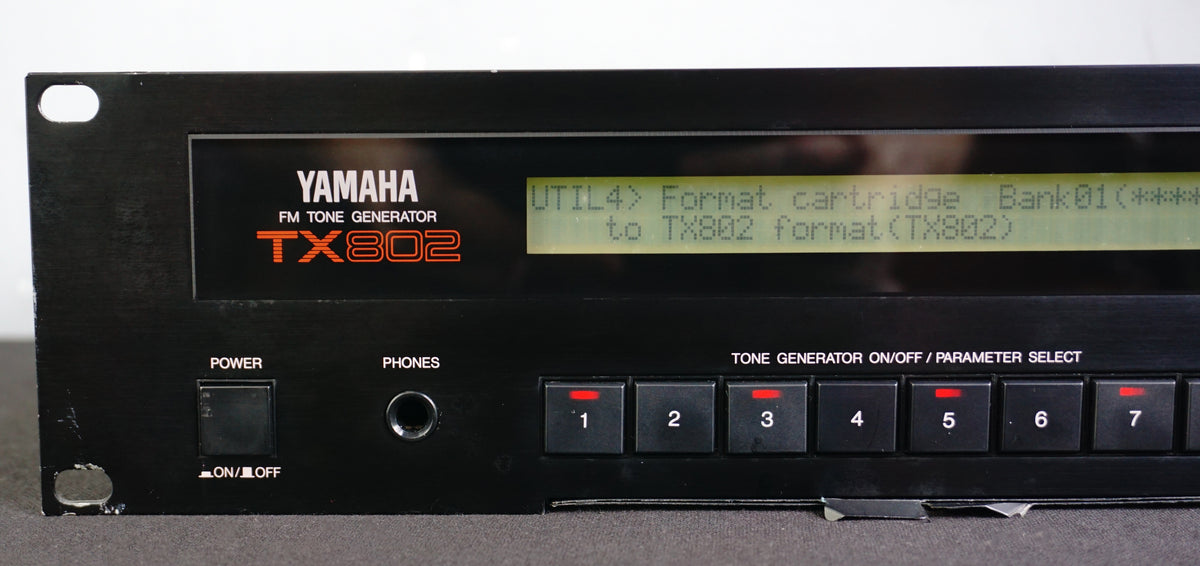 YAMAHA
FM TONE GENERATOR
TX802
UTIL4> Format cartridge Bank01(****
to TX802 format(TX802)
POWER
PHONES
TONE GENERATOR ON/OFF / PARAMETER SELECT
1 2 3 4 5 6 7
ON/ OFF